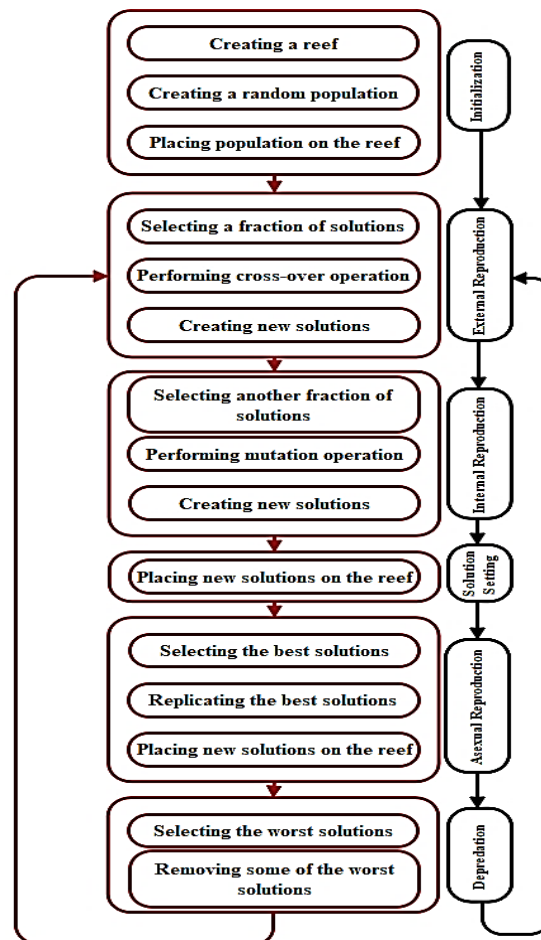 Creating a reef
Creating a random population
Placing population on the reef
Initialization
Selecting a fraction of solutions
Performing cross-over operation
Creating new solutions
External Reproduction
Selecting another fraction of
solutions
Performing mutation operation
Creating new solutions
Internal Reproduction
Placing new solutions on the reef
Solution
Setting
Selecting the best solutions
Replicating the best solutions
Placing new solutions on the reef
Asexual Reproduction
Selecting the worst solutions
Removing some of the worst
solutions
Depredation